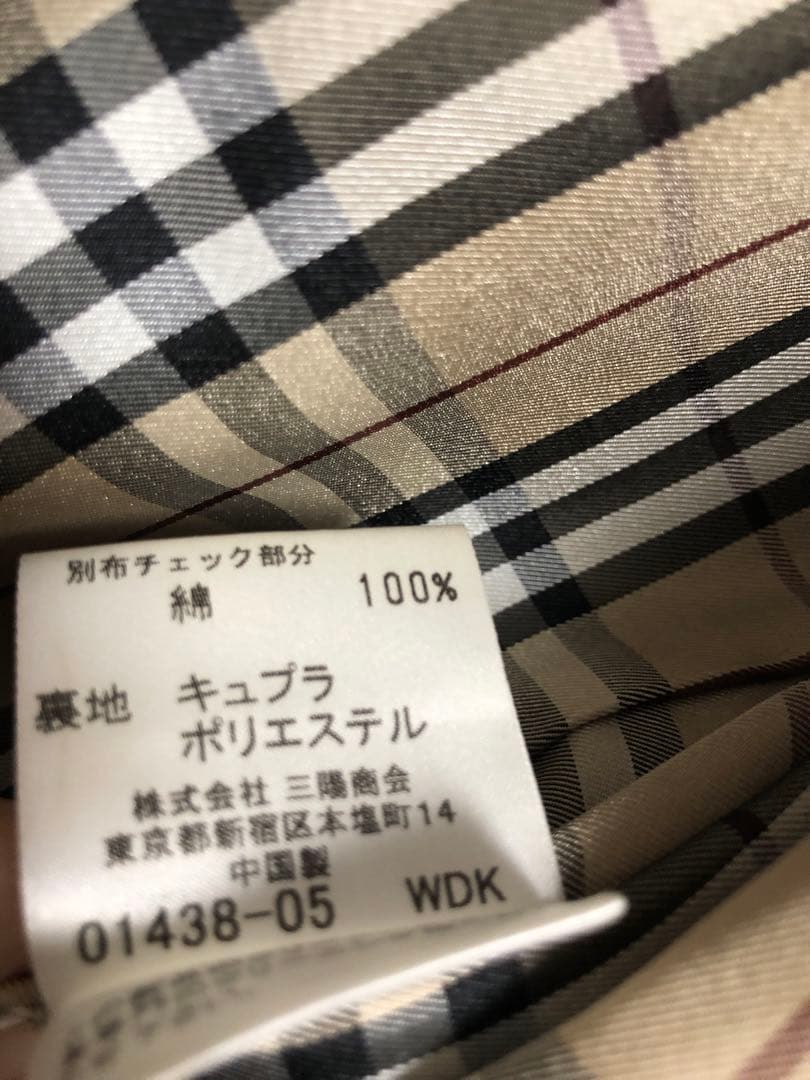 別布チェック部分
綿 100%
裏地 キュプラ
ポリエステル
株式会社 三陽商会
東京都新宿区本塩町14
中国製
01438-05 WDK